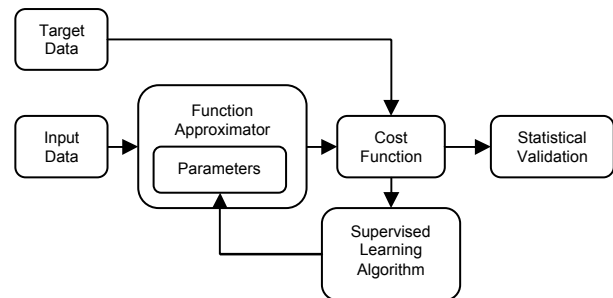 Target
Data
Function
Approximator
Parameters
Input
Data
Cost
Function
Statistical
Validation
Supervised
Learning
Algorithm